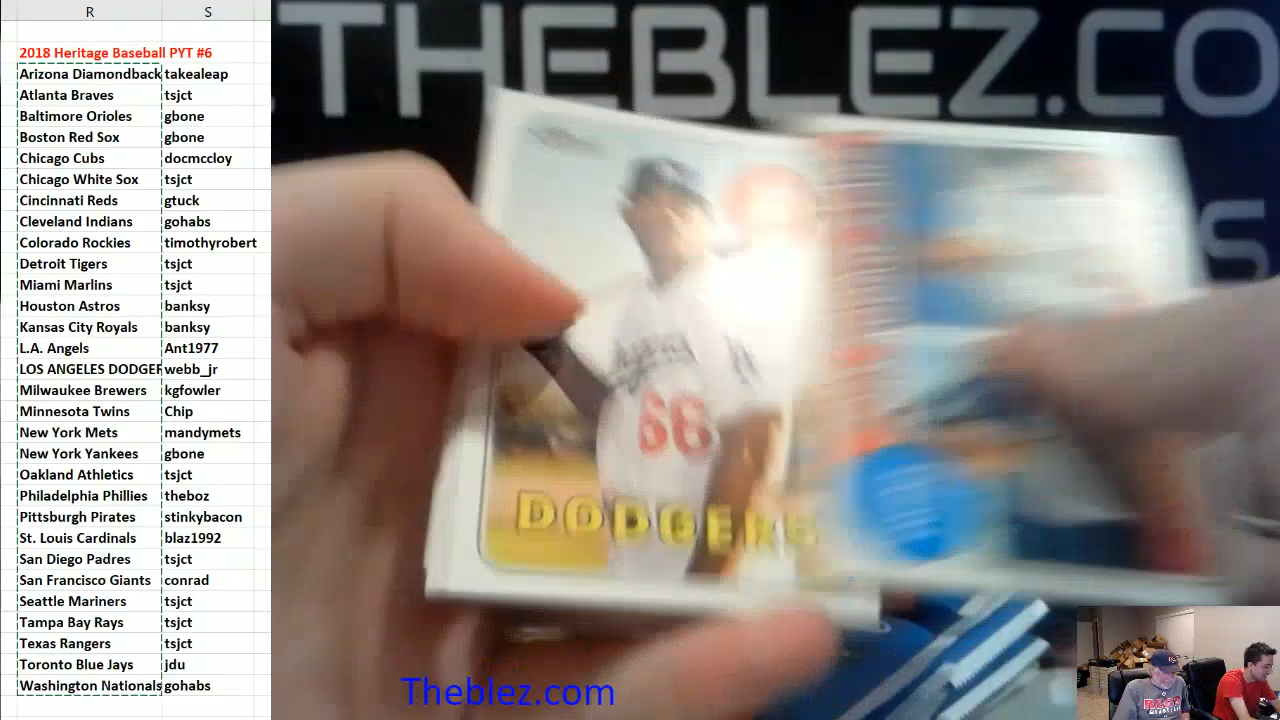 R S
2018 Heritage Baseball PYT #6
Arizona Diamondback takealeap
Atlanta Braves tsjct
Baltimore Orioles gbone
Boston Red Sox gbone
Chicago Cubs docmccloy
Chicago White Sox tsjct
Cincinnati Reds gtuck
Cleveland Indians gohabs
Colorado Rockies timothyrobert
Detroit Tigers tsjct
Miami Marlins tsjct
Houston Astros banksy
Kansas City Royals banksy
L.A. Angels Ant1977
LOS ANGELES DODGER webb_jr
Milwaukee Brewers kgfowler
Minnesota Twins Chip
New York Mets mandymets
New York Yankees gbone
Oakland Athletics tsjct
Philadelphia Phillies theboz
Pittsburgh Pirates stinkybacon
St. Louis Cardinals blaz1992
San Diego Padres tsjct
San Francisco Giants conrad
Seattle Mariners tsjct
Tampa Bay Rays tsjct
Texas Rangers tsjct
Toronto Blue Jays jdu
Washington Nationals gohabs
THEBLEZ.CO
66
DODGERS
Theblez.com